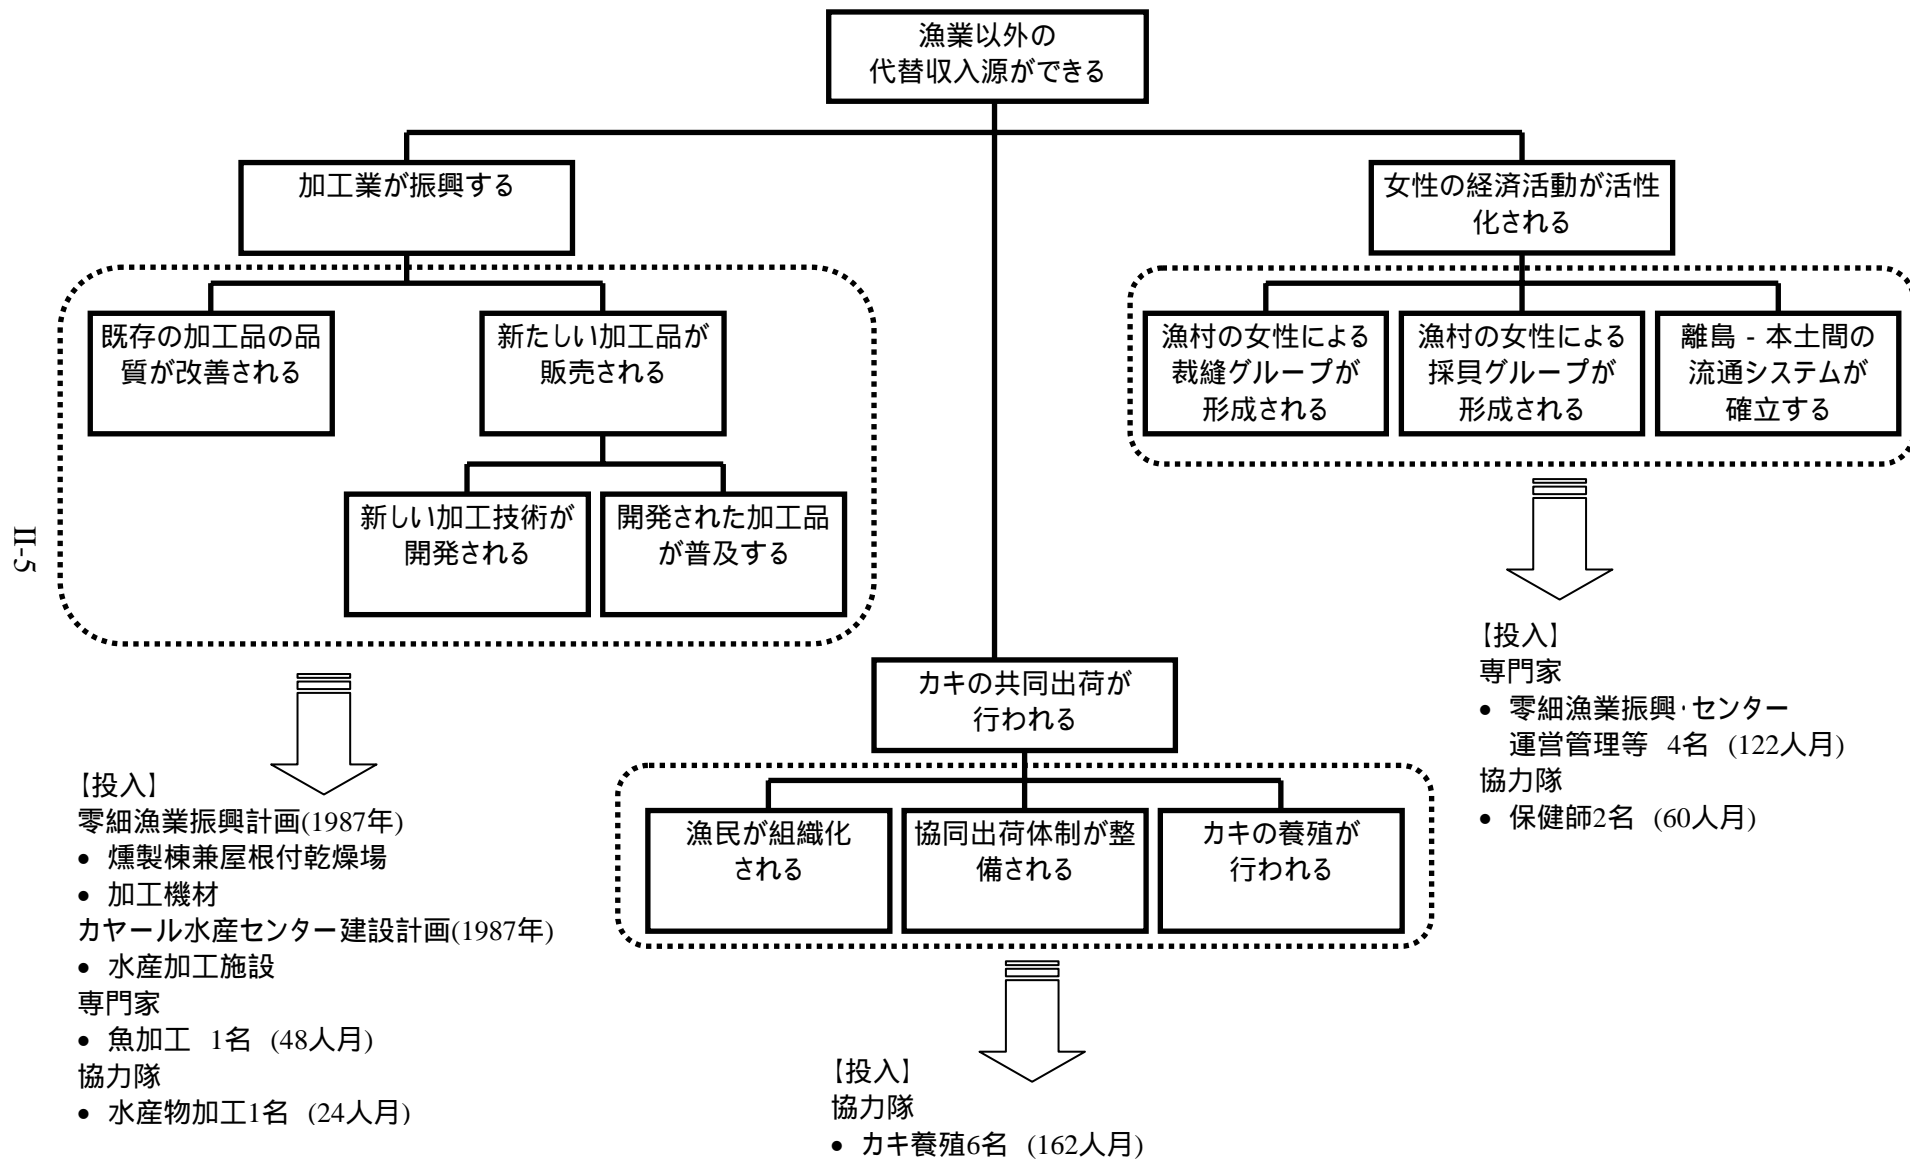 漁業以外の
代替収入源ができる
加工業が振興する
女性の経済活動が活性
化される
既存の加工品の品
質が改善される
新たしい加工品が
販売される
漁村の女性による
裁縫グループが
形成される
漁村の女性による
採貝グループが
形成される
離島 - 本土間の
流通システムが
確立する
新しい加工技術が
開発される
開発された加工品
が普及する
II-5
カキの共同出荷が
行われる
漁民が組織化
される
協同出荷体制が整
備される
カキの養殖が
行われる
【投入】
零細漁業振興計画(1987年)
• 燻製棟兼屋根付乾燥場
• 加工機材
カヤール水産センター建設計画(1987年)
• 水産加工施設
専門家
• 魚加工 1名 (48人月)
協力隊
• 水産物加工1名 (24人月)
【投入】
協力隊
• カキ養殖6名 (162人月)
【投入】
専門家
• 零細漁業振興・センター
運営管理等 4名 (122人月)
協力隊
• 保健師2名 (60人月)